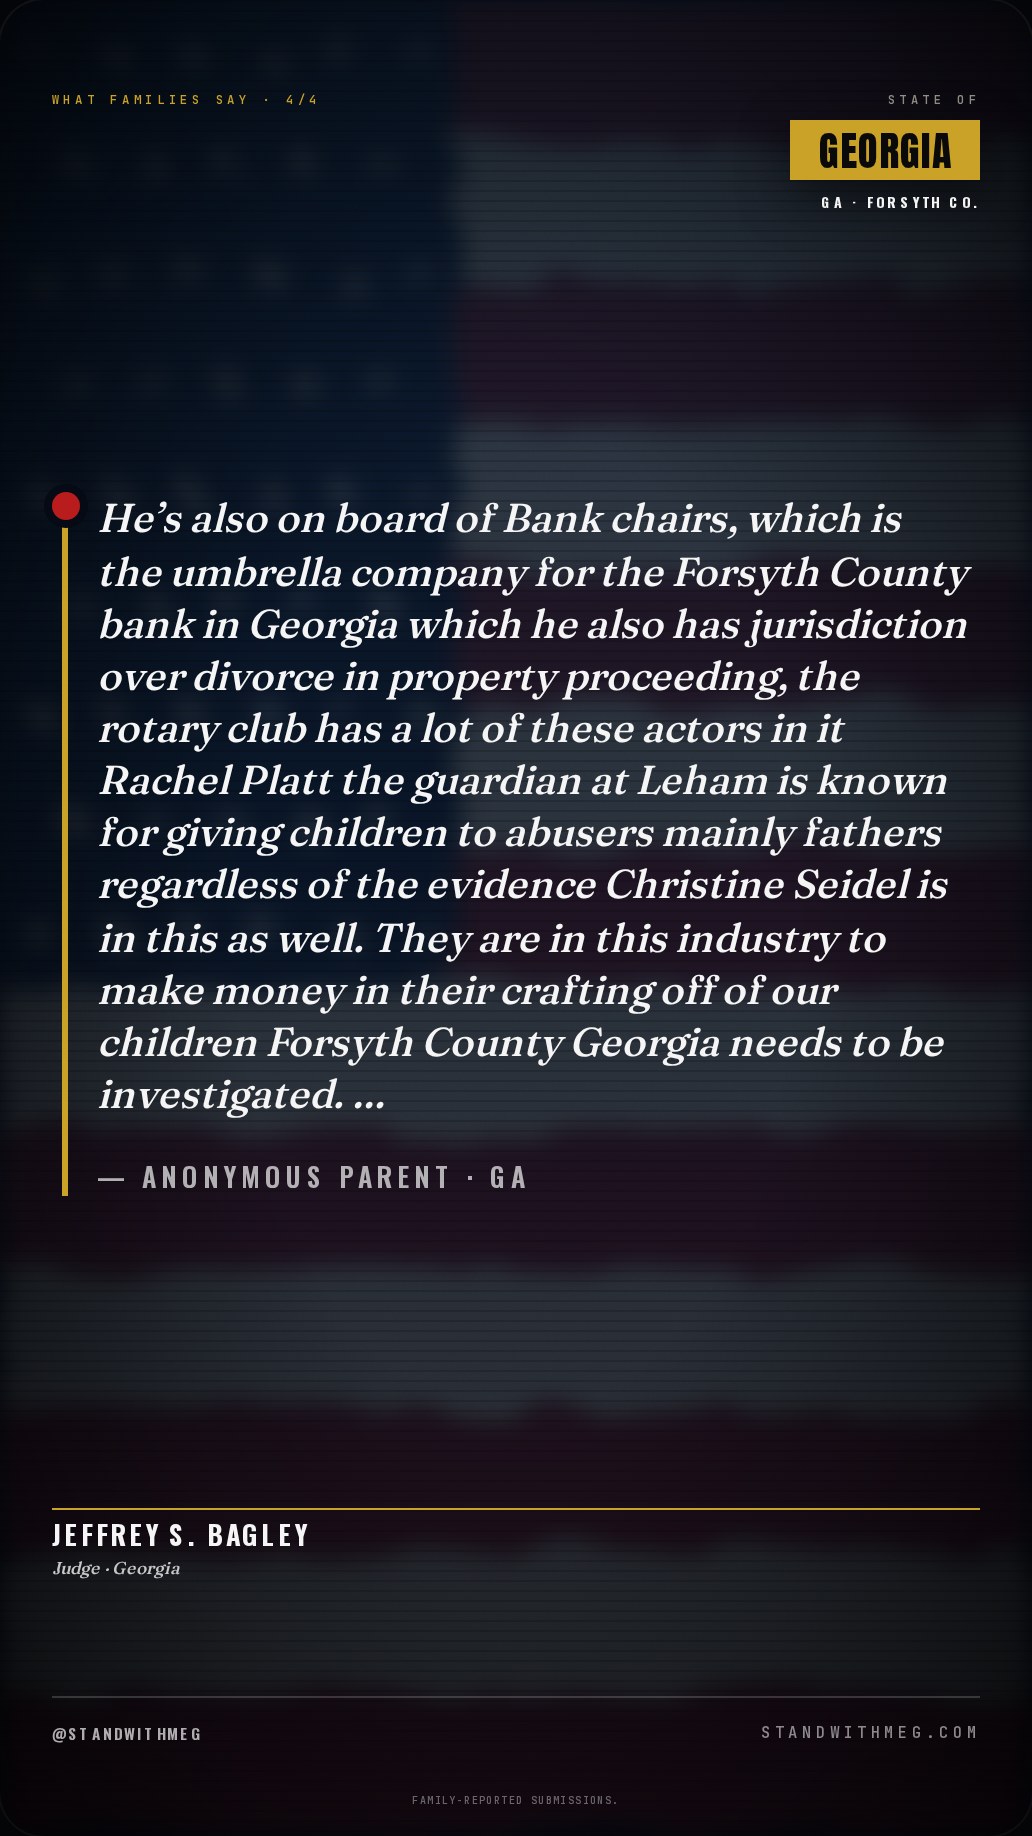 WHAT FAMILIES SAY · 4/4
STATE OF
GEORGIA
GA · FORSYTH CO.
He’s also on board of Bank chairs, which is
the umbrella company for the Forsyth County
bank in Georgia which he also has jurisdiction
over divorce in property proceeding, the
rotary club has a lot of these actors in it
Rachel Platt the guardian at Leham is known
for giving children to abusers mainly fathers
regardless of the evidence Christine Seidel is
in this as well. They are in this industry to
make money in their crafting off of our
children Forsyth County Georgia needs to be
investigated. ...
— ANONYMOUS PARENT · GA
JEFFREY S. BAGLEY
Judge · Georgia
@STANDWITHMEG
STANDWITHMEG.COM
FAMILY-REPORTED SUBMISSIONS.